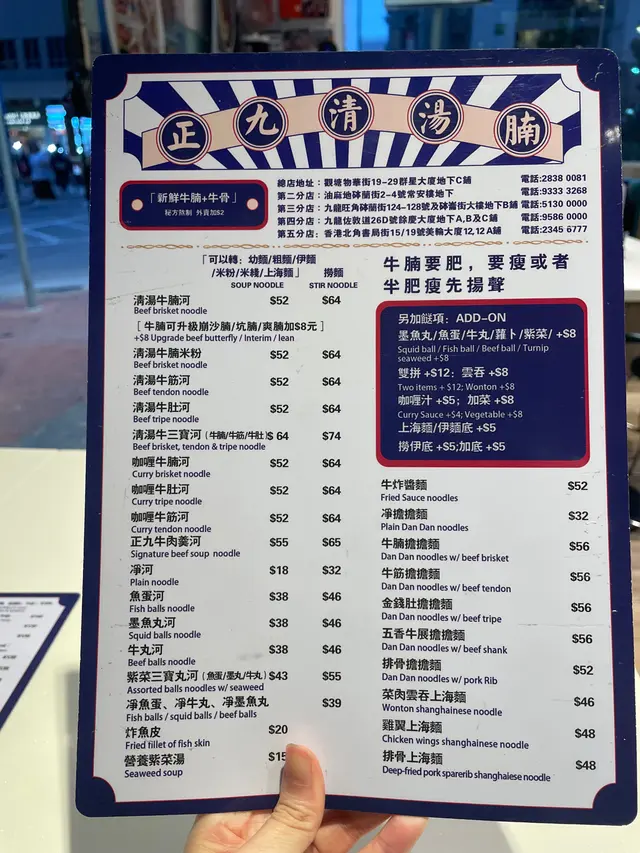 正九清湯腩
「新鮮牛腩+牛骨」
秘方熬制 外賣加$2
總店地址：觀塘物華街19-29群星大廈地下C舖 電話:2838 0081
第二分店：油麻地砵蘭街2-4號常安樓地下 電話:9333 3268
第三分店：九龍旺角砵蘭街124-128號及砵崙街大樓地下B舖 電話:5130 0000
第四分店：九龍佐敦道26D號餘慶大廈地下A,B及C舖 電話:9586 0000
第五分店：香港北角書局街15/19號美輪大廈12,12A舖 電話:2345 6777
「可以轉：幼麵/粗麵/伊麵
/米粉/米綫/上海麵」 撈麵
SOUP NOODLE STIR NOODLE
清湯牛腩河 $52 $64
Beef brisket noodle
[ 牛腩可升級崩沙腩/坑腩/爽腩加$8元 ]
+$8 Upgrade beef butterfly / Interim / lean
清湯牛腩米粉 $52 $64
Beef brisket noodle
清湯牛筋河 $52 $64
Beef tendon noodle
清湯牛肚河 $52 $64
Beef tripe noodle
清湯牛三寶河 ( 牛腩/牛筋/牛肚 ) $ 64 $74
Beef brisket, tendon & tripe noodle
咖喱牛腩河 $52 $64
Curry brisket noodle
咖喱牛肚河 $52 $64
Curry tripe noodle
咖喱牛筋河 $52 $64
Curry tendon noodle
正九牛肉羹河 $55 $65
Signature beef soup noodle
淨河 $18 $32
Plain noodle
魚蛋河 $38 $46
Fish balls noodle
墨魚丸河 $38 $46
Squid balls noodle
牛丸河 $38 $46
Beef balls noodle
紫菜三寶丸河 ( 魚蛋/墨丸/牛丸 ) $43 $55
Assorted balls noodles w/ seaweed
凈魚蛋、凈牛丸、凈墨魚丸 $39
Fish balls / squid balls / beef balls
炸魚皮 $20
Fried fillet of fish skin
營養紫菜湯 $15
Seaweed soup
牛腩要肥，要瘦或者
半肥瘦先揚聲
另加餸項：ADD-ON
墨魚丸/魚蛋/牛丸/蘿卜/紫菜/ +$8
Squid ball / Fish ball / Beef ball / Turnip
seaweed +$8
雙拼 +$12；雲吞 +$8
Two items + $12; Wonton +$8
咖喱汁 +$5；加菜 +$8
Curry Sauce +$4; Vegetable +$8
上海麵/伊麵底 +$5
撈伊底 +$5;加底 +$5
牛炸醬麵 $52
Fried Sauce noodles
凈擔擔麵 $32
Plain Dan Dan noodles
牛腩擔擔麵 $56
Dan Dan noodles w/ beef brisket
牛筋擔擔麵 $56
Dan Dan noodles w/ beef tendon
金錢肚擔擔麵 $56
Dan Dan noodles w/ beef tripe
五香牛展擔擔麵 $56
Dan Dan noodles w/ beef shank
排骨擔擔麵 $52
Dan Dan noodles w/ pork Rib
菜肉雲吞上海麵 $46
Wonton shanghainese noodle
雞翼上海麵 $48
Chicken wings shanghainese noodle
排骨上海麵 $48
Deep-fried pork sparerib shanghaiese noodle